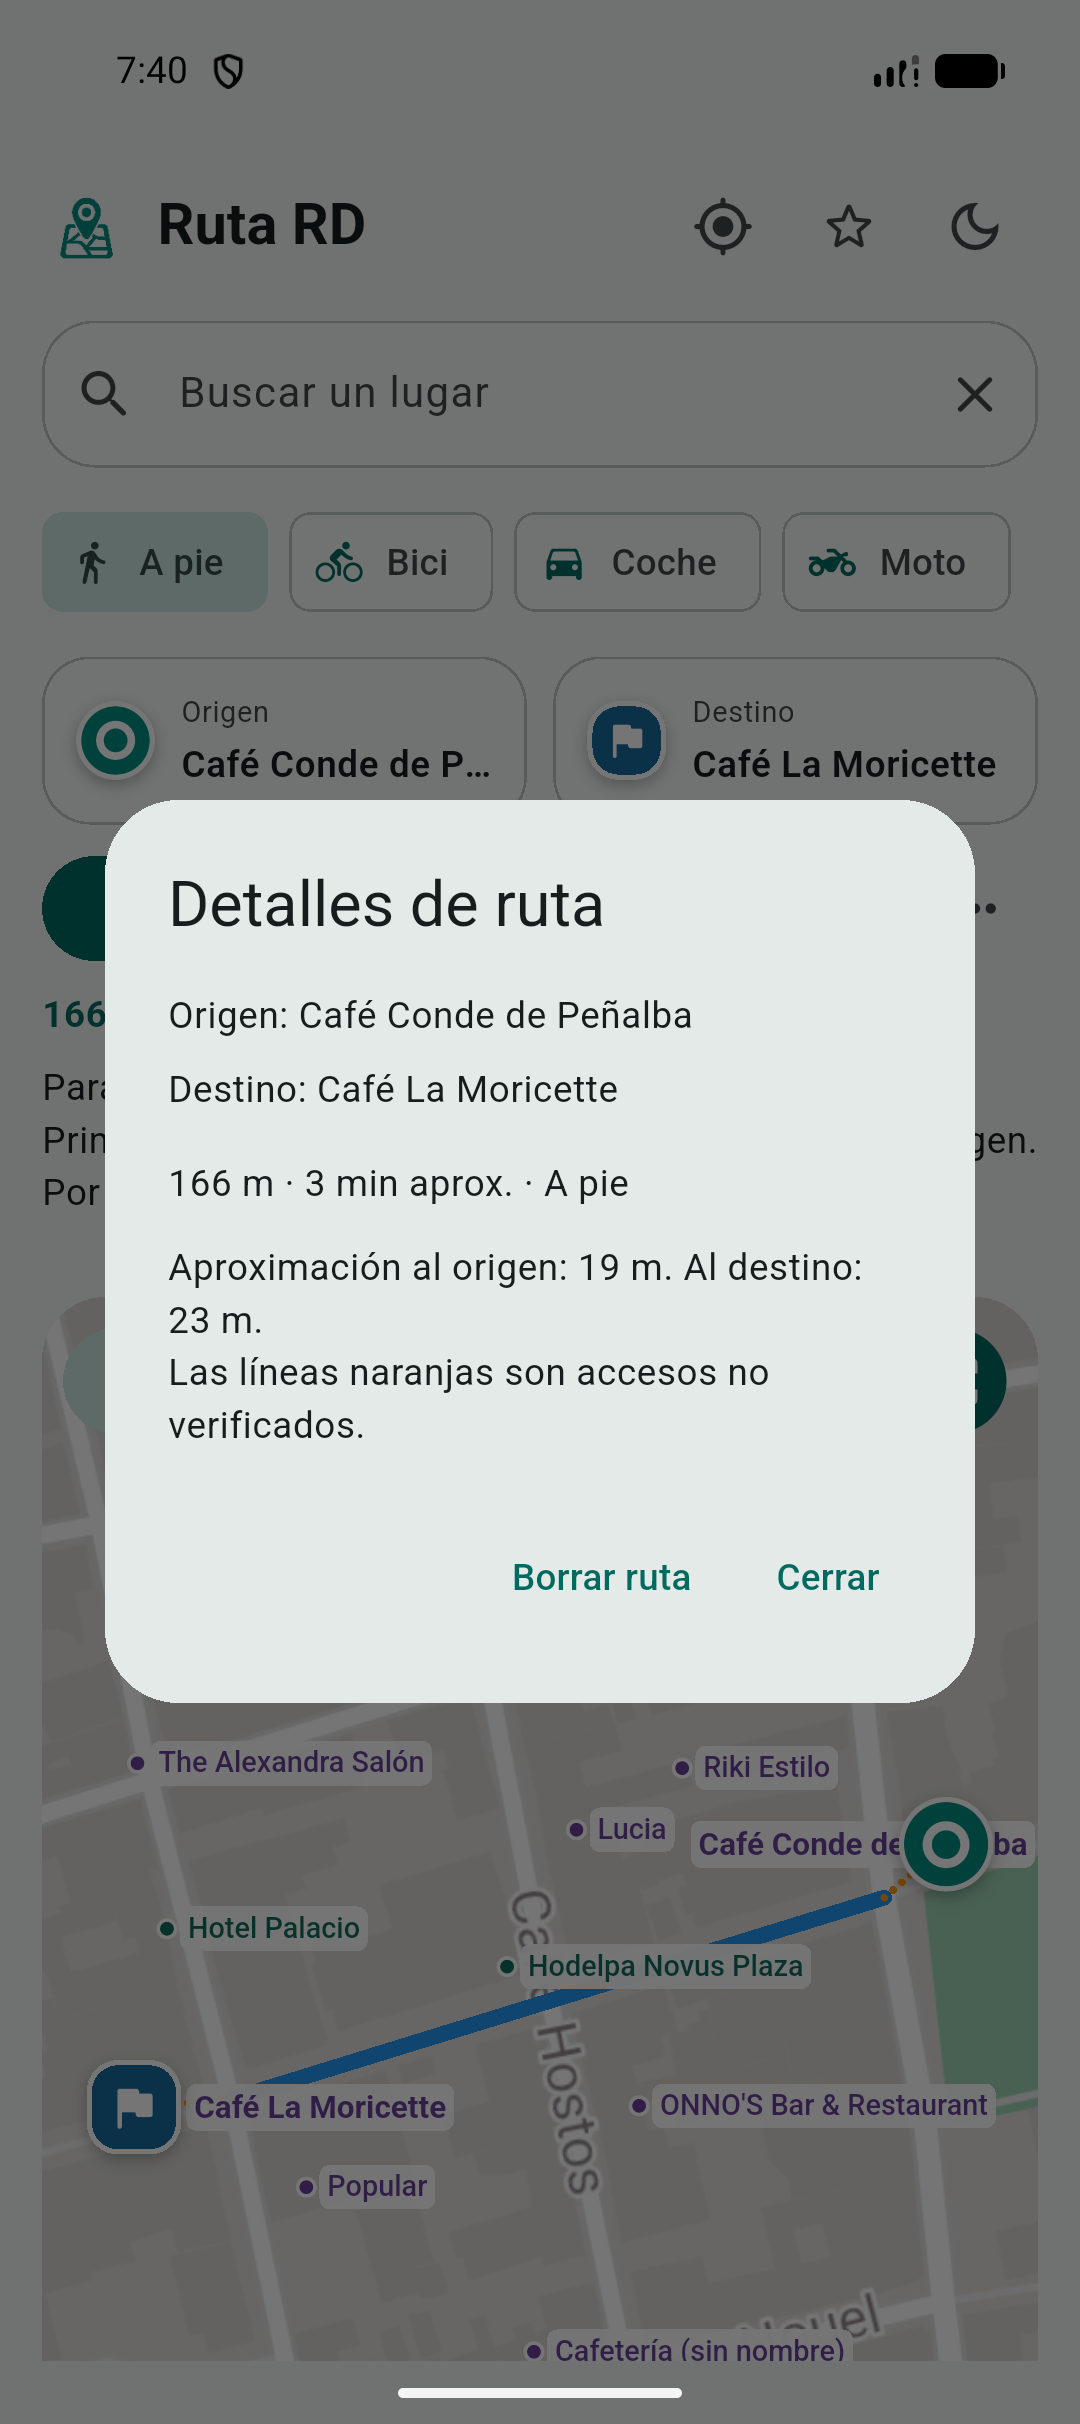 7:40
Ruta RD
Buscar un lugar
A pie
Bici
Coche
Moto
Origen
Café Conde de P...
Destino
Café La Moricette
Detalles de ruta
Origen: Café Conde de Peñalba
Destino: Café La Moricette
166 m · 3 min aprox. · A pie
Aproximación al origen: 19 m. Al destino:
23 m.
Las líneas naranjas son accesos no
verificados.
Borrar ruta
Cerrar
166
Por
The Alexandra Salón
Riki Estilo
Lucia
Café Conde de
Hotel Palacio
Hodelpa Novus Plaza
Hostos
Café La Moricette
ONNO'S Bar & Restaurant
Popular
Cafetería (sin nombre)